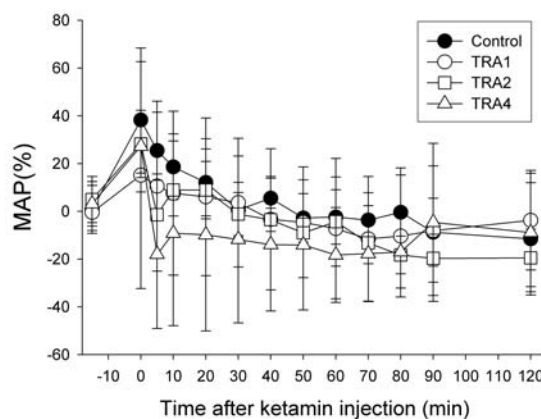 80
60
40
20
0
-20
-40
-60
MAP(%)
Control
TRA1
TRA2
TRA4
-10 0 10 20 30 40 50 60 70 80 90 100 110 120
Time after ketamin injection (min)